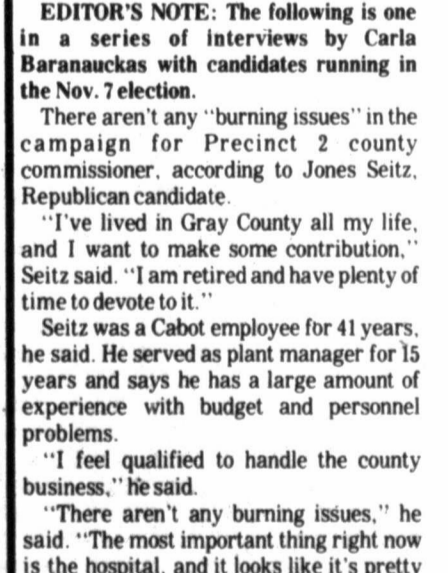 EDITOR'S NOTE: The following is one
in a series of interviews by Carla
Baranauckas with candidates running in
the Nov. 7 election.
There aren't any "burning issues" in the
campaign for Precinct 2 county
commissioner, according to Jones Seitz,
Republican candidate.
"I've lived in Gray County all my life,
and I want to make some contribution,"
Seitz said. "I am retired and have plenty of
time to devote to it."
Seitz was a Cabot employee for 41 years,
he said. He served as plant manager for 15
years and says he has a large amount of
experience with budget and personnel
problems.
"I feel qualified to handle the county
business," he said.
"There aren't any burning issues," he
said. "The most important thing right now
is the hospital, and it looks like it's pretty